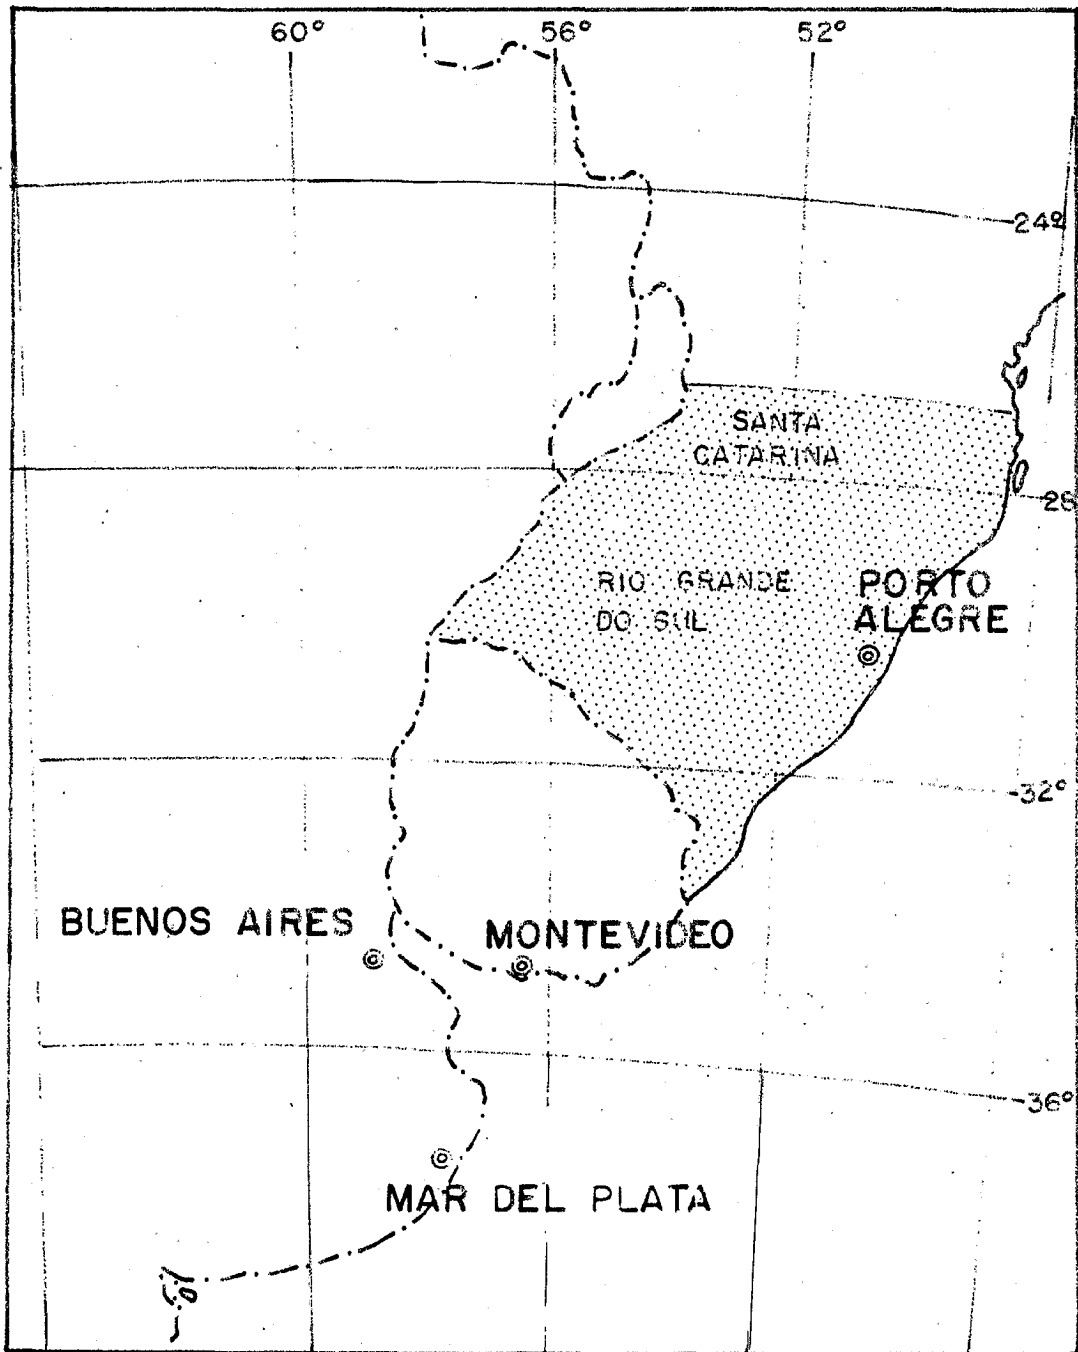 60° 56° 52°
24º
SANTA
CATARINA
28
RIO GRANDE
DO SUL
PORTO
ALEGRE
32°
BUENOS AIRES
MONTEVIDEO
36°
MAR DEL PLATA